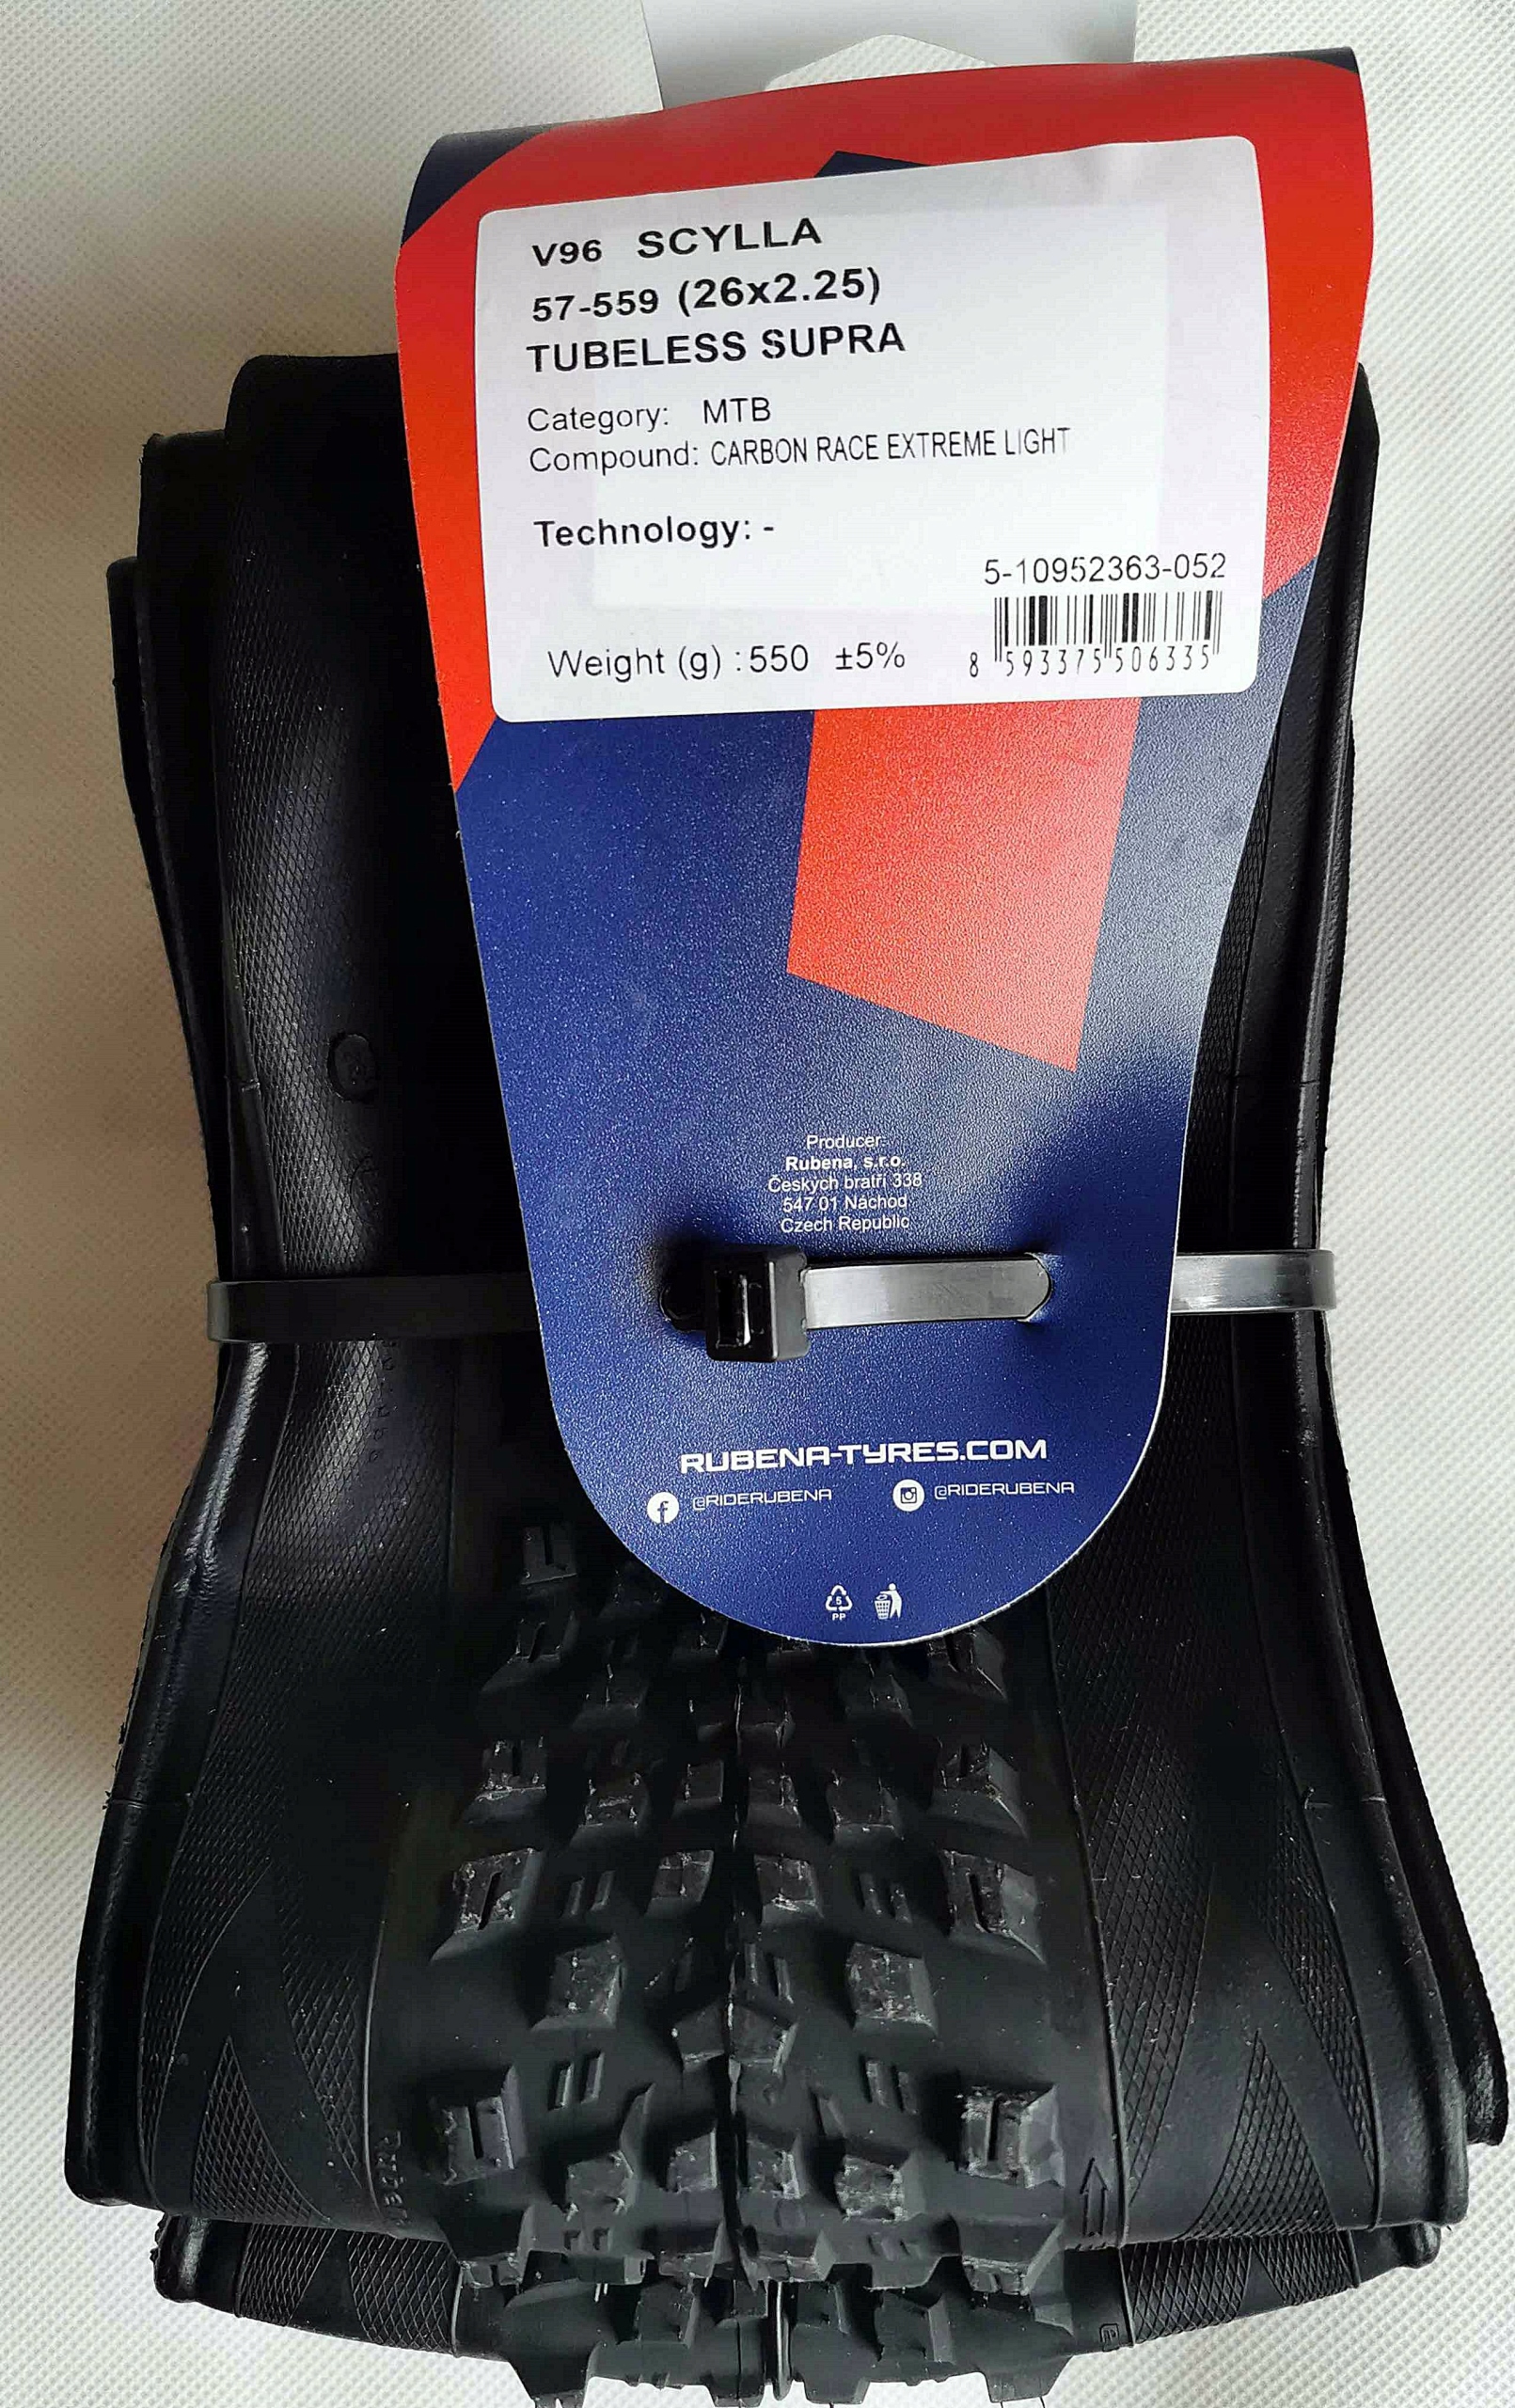 V96 SCYLLA
57-559 (26x2.25)
TUBELESS SUPRA
Category: MTB
Compound: CARBON RACE EXTREME LIGHT
Technology: -
5-10952363-052
Weight (g) :550 ±5%
8 593375 506335
Producer:
Rubena, s.r.o.
Českych bratří 338
547 01 Náchod
Czech Republic
RUBENA-TYRES.COM
@RIDERUBENA
@RIDERUBENA
5
PP